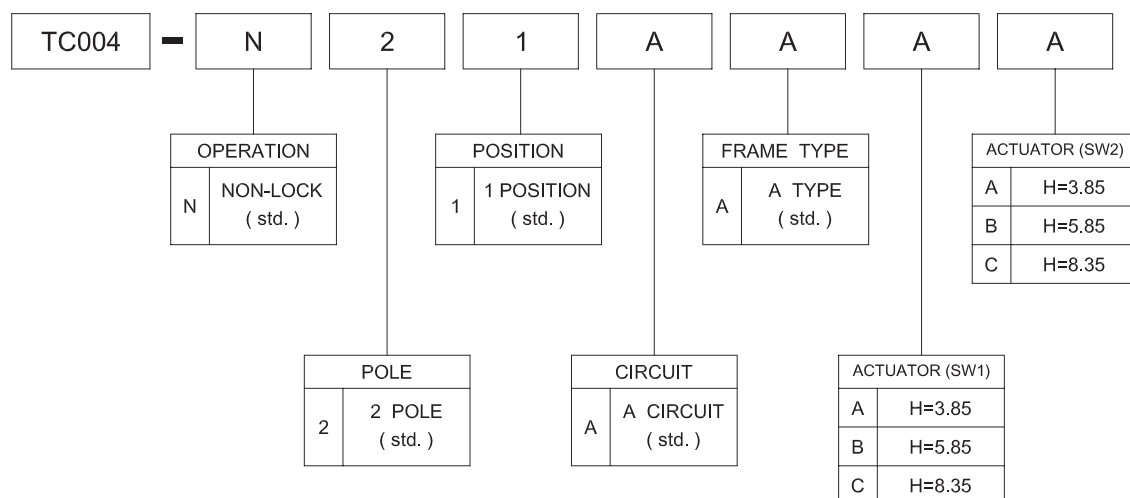 TC004 - N 2 1 A A A A
OPERATION
N NON-LOCK
( std. )
POSITION
1 1 POSITION
( std. )
FRAME TYPE
A A TYPE
( std. )
ACTUATOR (SW2)
A H=3.85
B H=5.85
C H=8.35
POLE
2 2 POLE
( std. )
CIRCUIT
A A CIRCUIT
( std. )
ACTUATOR (SW1)
A H=3.85
B H=5.85
C H=8.35